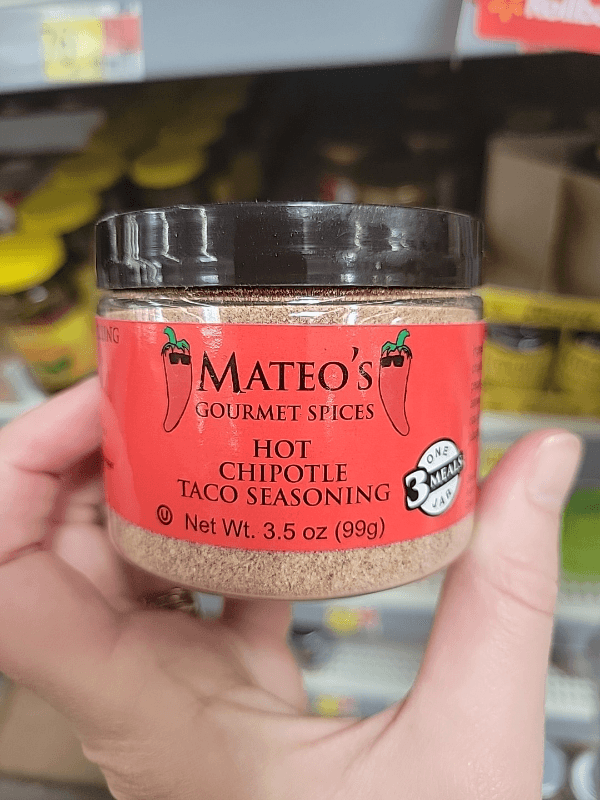 MATEO'S
GOURMET SPICES
HOT
CHIPOTLE
TACO SEASONING
ONE
3 MEALS
JAR
U Net Wt. 3.5 oz (99g)